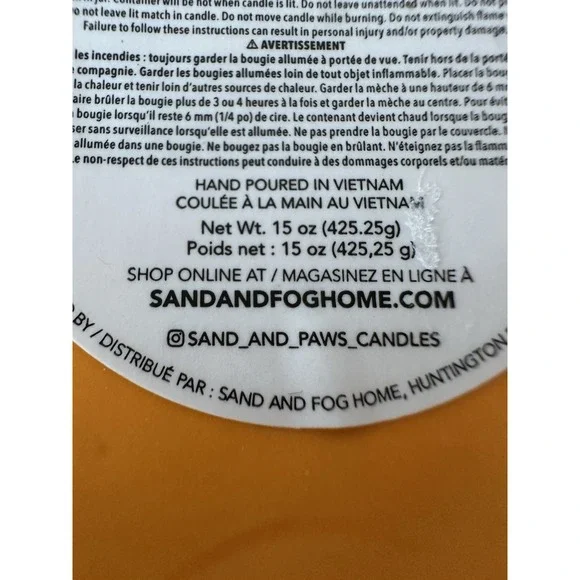 jar. Container will be hot when candle is lit. Do not leave unattended when lit. Do not
not leave lit match in candle. Do not move candle while burning. Do not extinguish flame
Failure to follow these instructions can result in personal injury and/or property damage.
⚠ AVERTISSEMENT
les incendies : toujours garder la bougie allumée à portée de vue. Tenir hors de la
compagnie. Garder les bougies allumées loin de tout objet inflammable. Placer la
la chaleur et tenir loin d'autres sources de chaleur. Garder la mèche à une hauteur de 6
brûler la bougie plus de 3 ou 4 heures à la fois et garder la mèche au centre. Pour
bougie lorsqu'il reste 6 mm (1/4 po) de cire. Le contenant devient chaud lorsque la
sans surveillance lorsqu'elle est allumée. Ne pas prendre la bougie par le couvercle.
allumée dans une bougie. Ne bougez pas la bougie en brûlant. N'éteignez pas la
Le non-respect de ces instructions peut conduire à des dommages corporels et/ou
HAND POURED IN VIETNAM
COULÉE À LA MAIN AU VIETNAM
Net Wt. 15 oz (425.25g)
Poids net : 15 oz (425,25 g)
SHOP ONLINE AT / MAGASINEZ EN LIGNE À
SANDANDFOGHOME.COM
SAND_AND_PAWS_CANDLES
BY / DISTRIBUÉ PAR : SAND AND FOG HOME, HUNTINGTON